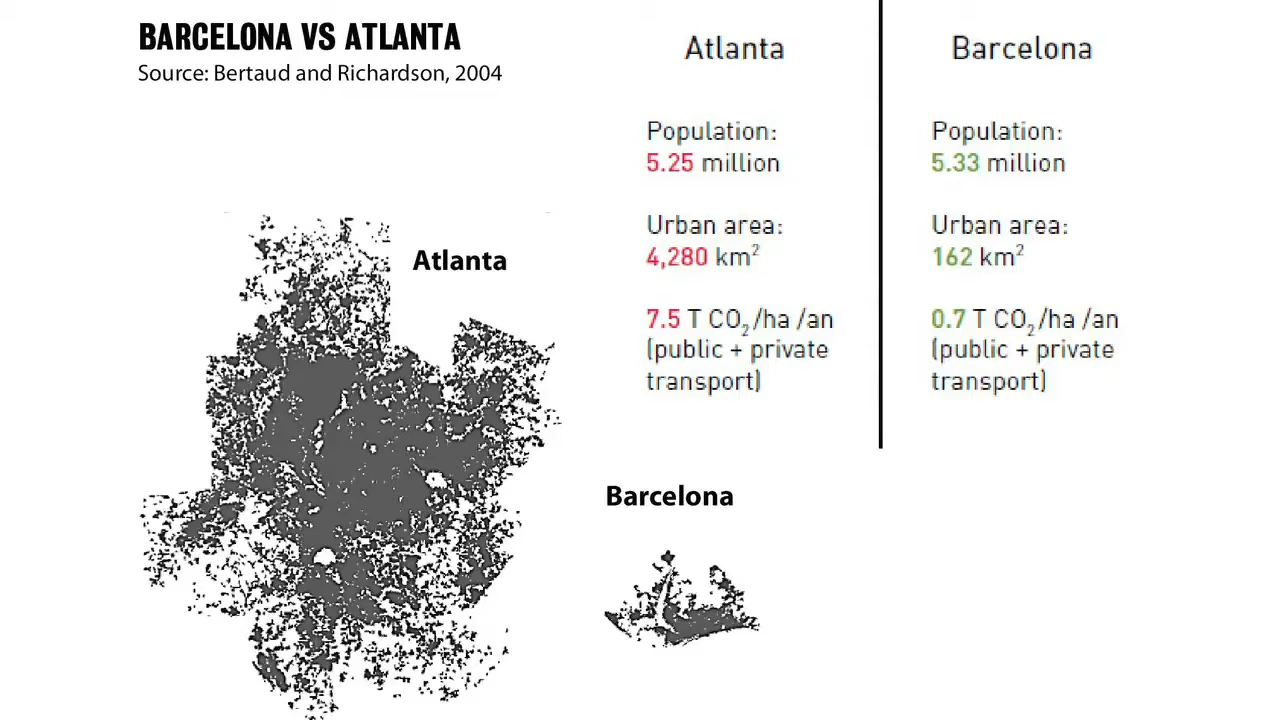 BARCELONA VS ATLANTA
Source: Bertaud and Richardson, 2004
Atlanta
Population:
5.25 million
Urban area:
4,280 km²
7.5 T CO₂/ha /an
(public + private
transport)
Barcelona
Population:
5.33 million
Urban area:
162 km²
0.7 T CO₂/ha /an
(public + private
transport)
Atlanta
Barcelona